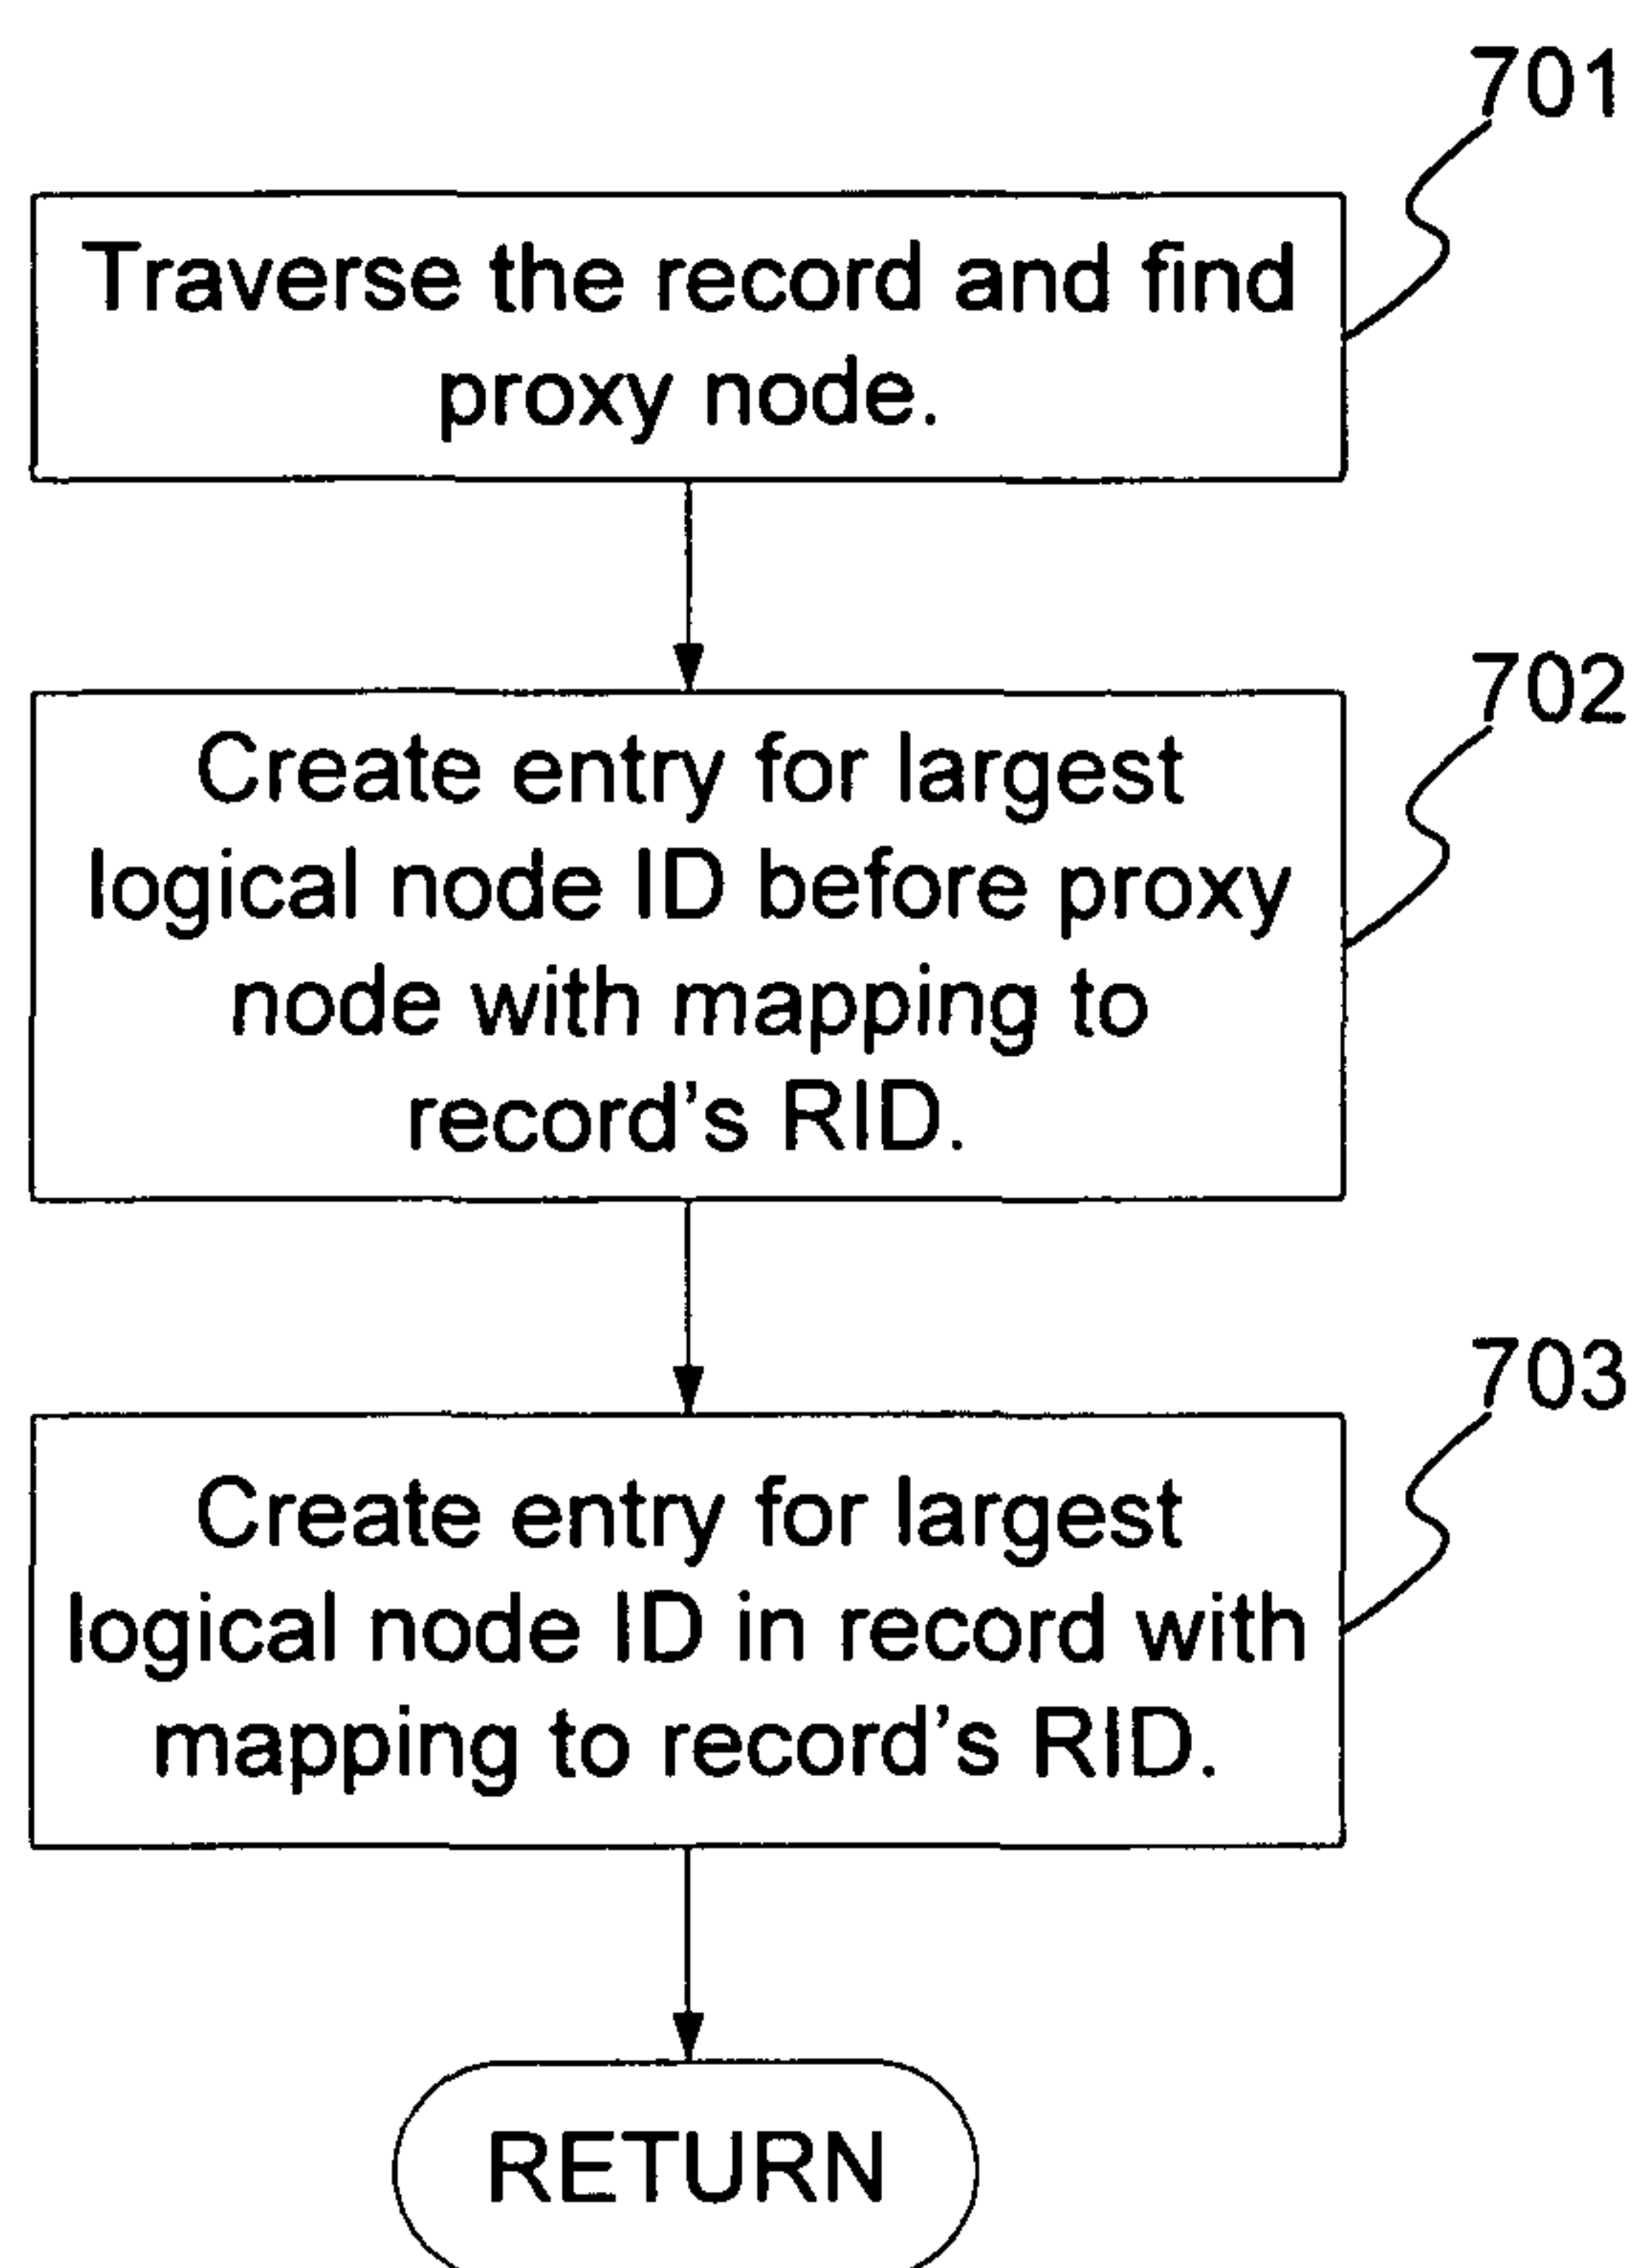 701
Traverse the record and find
proxy node.
702
Create entry for largest
logical node ID before proxy
node with mapping to
record's RID.
703
Create entry for largest
logical node ID in record with
mapping to record's RID.
RETURN